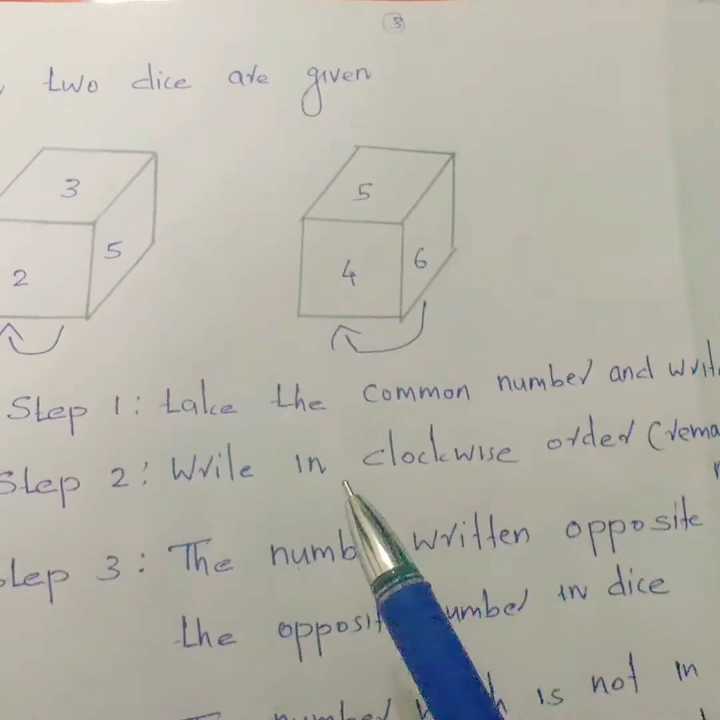 3
two dice are given
3
5
2
5
4
6
Step 1: take the common number and write
Step 2: Write in clockwise order (rema
Step 3: The numb written opposite
the opposit umber in dice
is not in